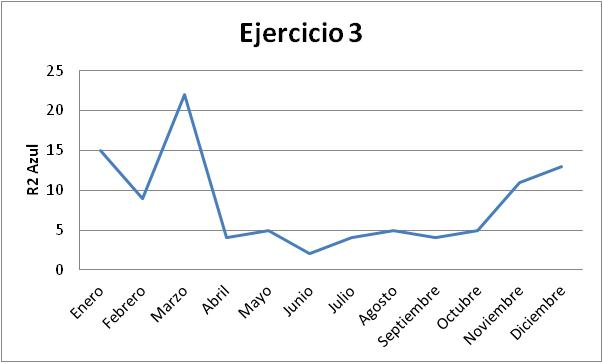 Ejercicio 3
R2 Azul
25
20
15
10
5
0
Enero
Febrero
Marzo
Abril
Mayo
Junio
Julio
Agosto
Septiembre
Octubre
Noviembre
Diciembre